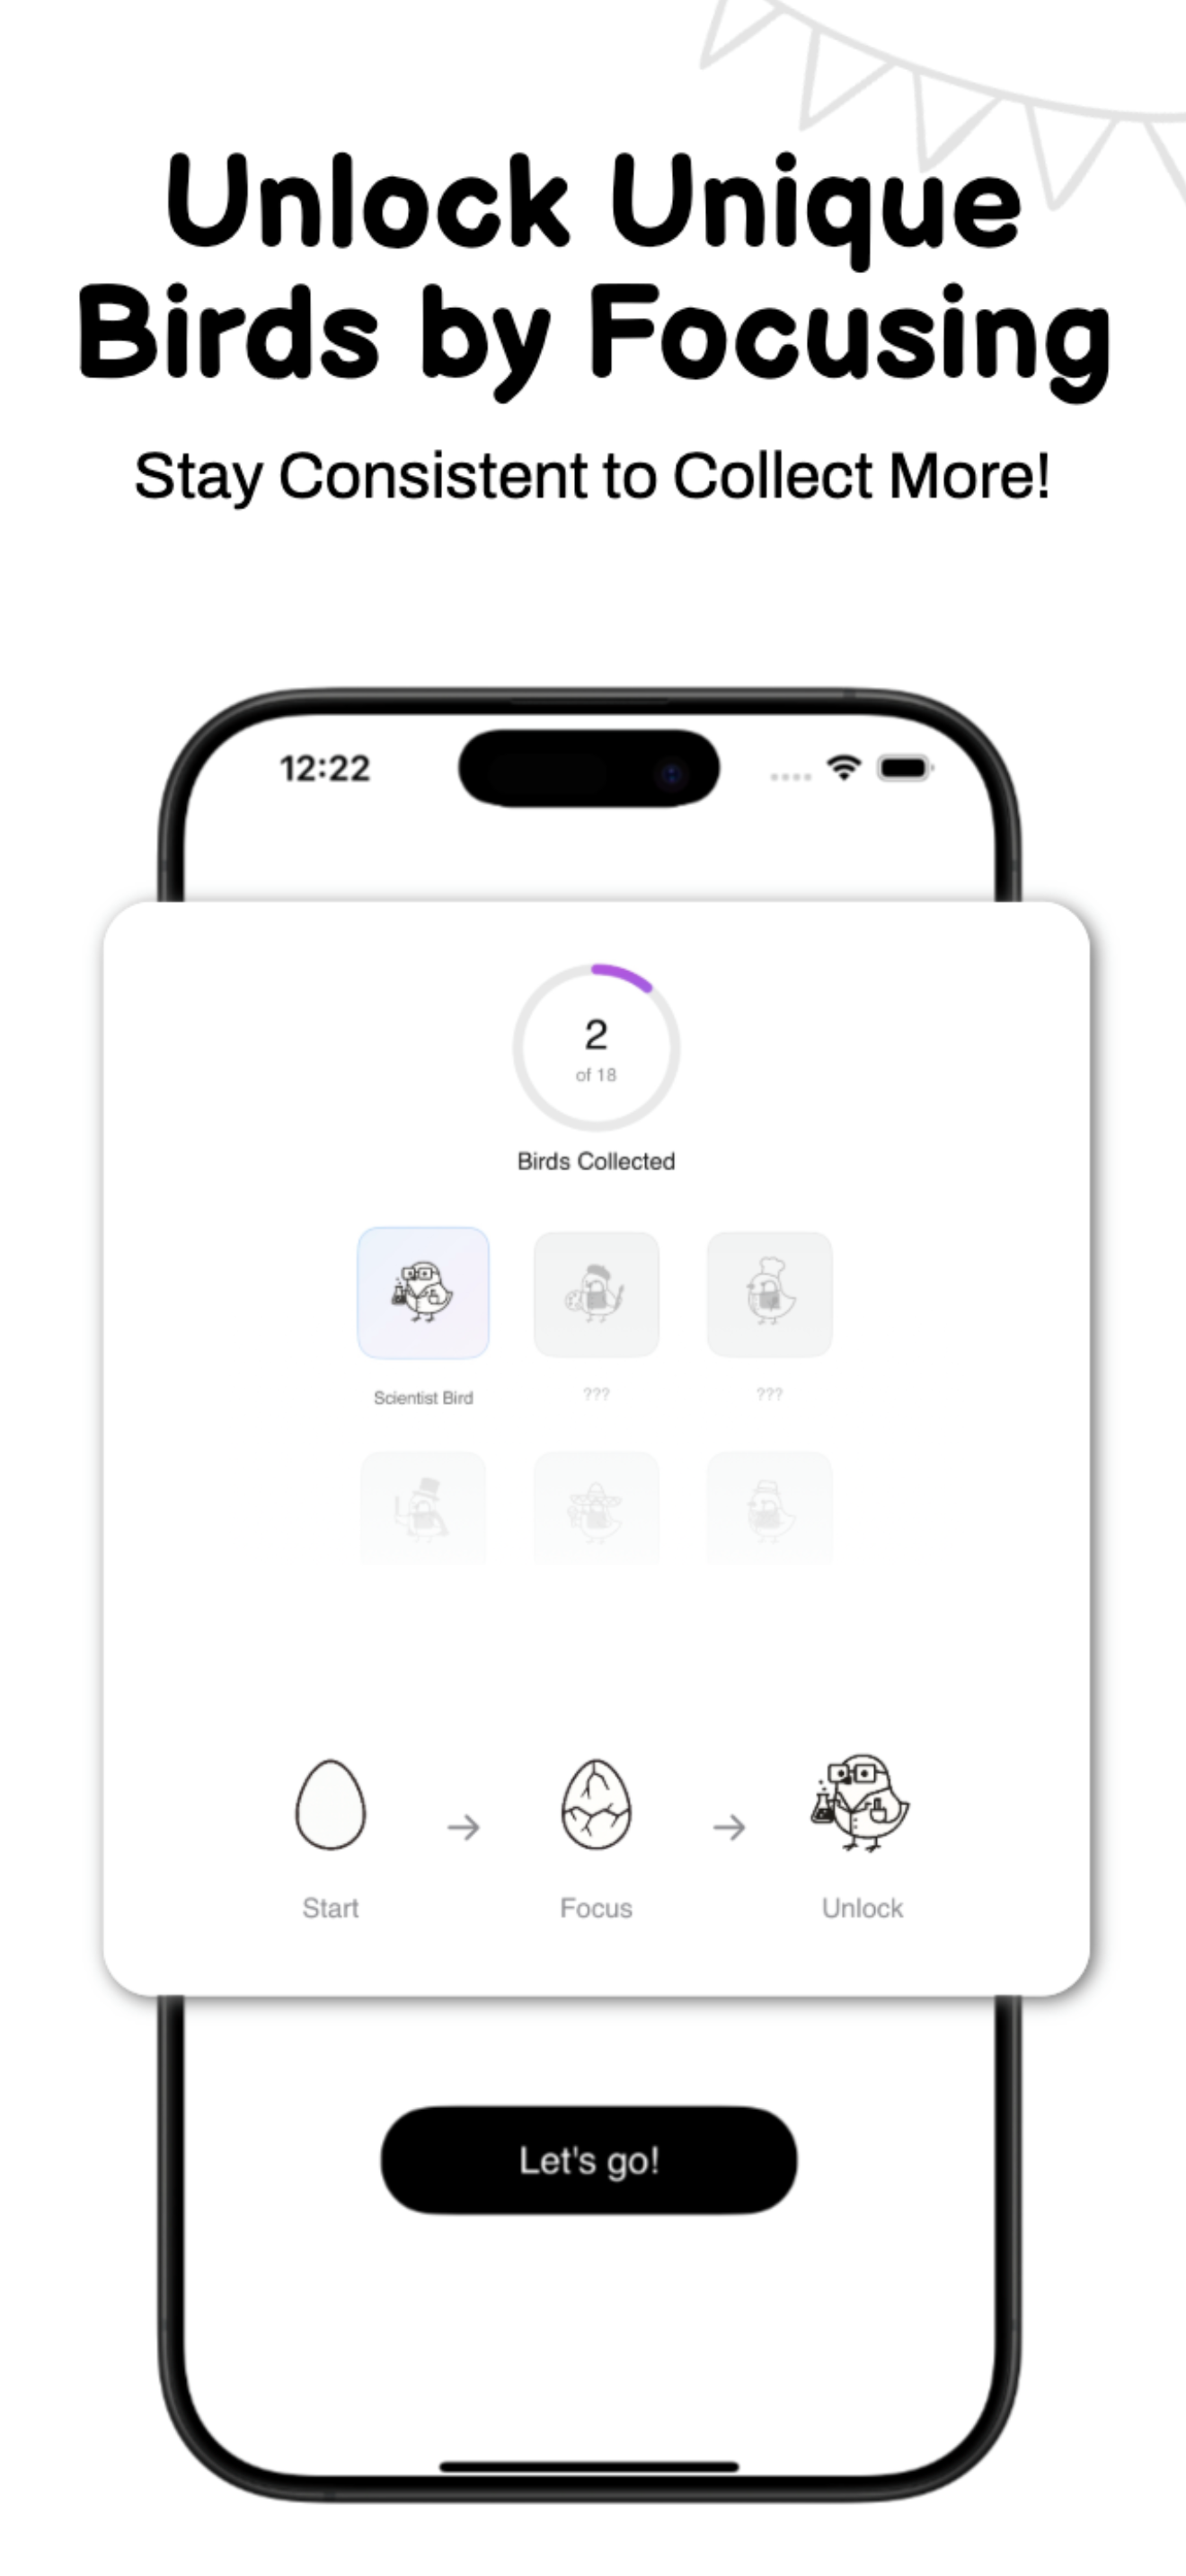 Unlock Unique
Birds by Focusing
Stay Consistent to Collect More!
12:22
2
of 18
Birds Collected
Scientist Bird
???
???
Start
Focus
Unlock
Let's go!